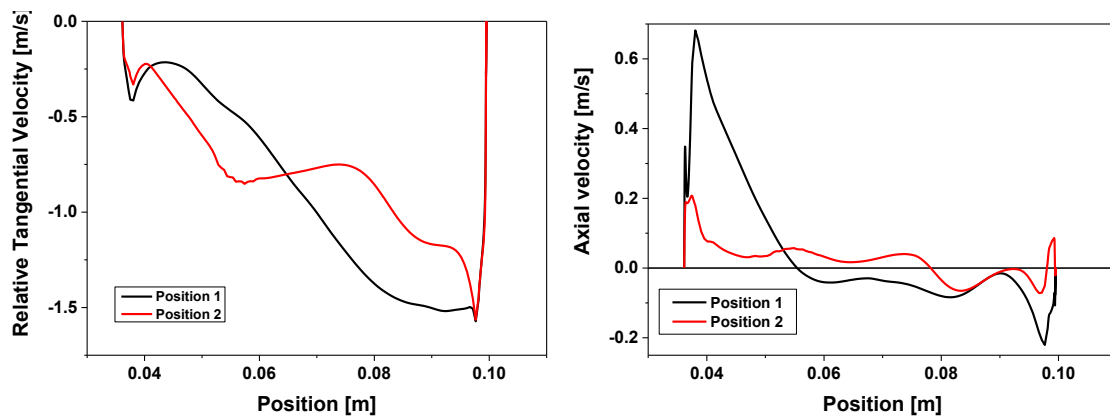 Relative Tangential Velocity [m/s]
0.0
-0.5
-1.0
-1.5
Position 1
Position 2
0.04
0.06
0.08
0.10
Position [m]
Axial velocity [m/s]
0.6
0.4
0.2
0.0
-0.2
Position 1
Position 2
0.04
0.06
0.08
0.10
Position [m]